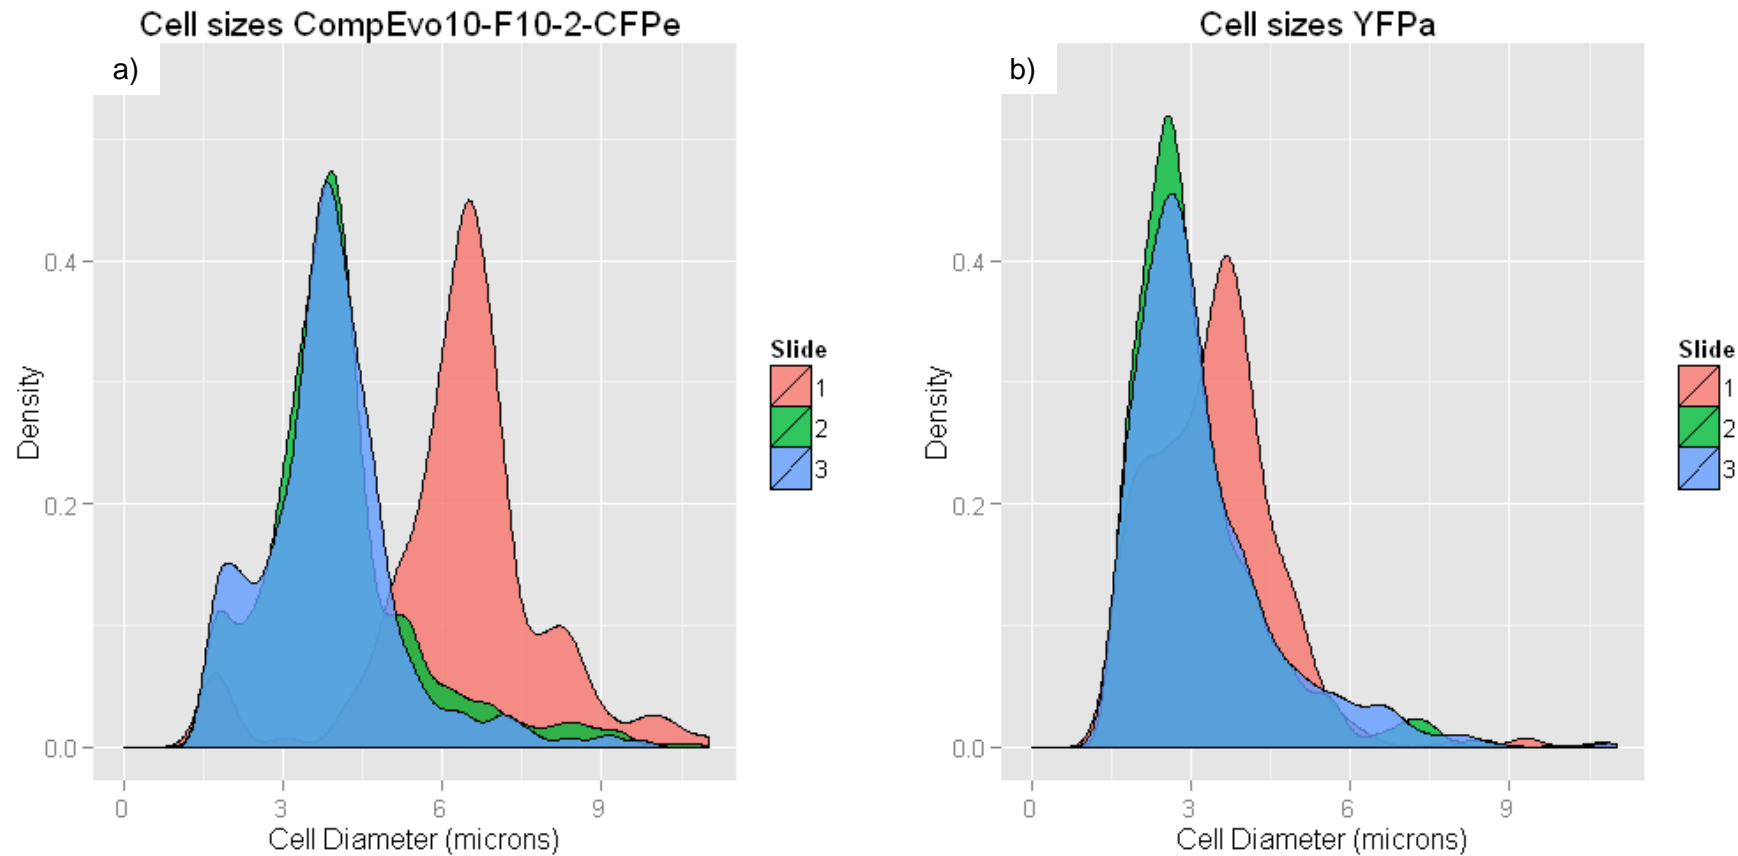 Cell sizes CompEvo10-F10-2-CFPe
a)
Density
0.4
0.2
0.0
0 3 6 9
Cell Diameter (microns)
Slide
1
2
3
Cell sizes YFPa
b)
Density
0.4
0.2
0.0
0 3 6 9
Cell Diameter (microns)
Slide
1
2
3